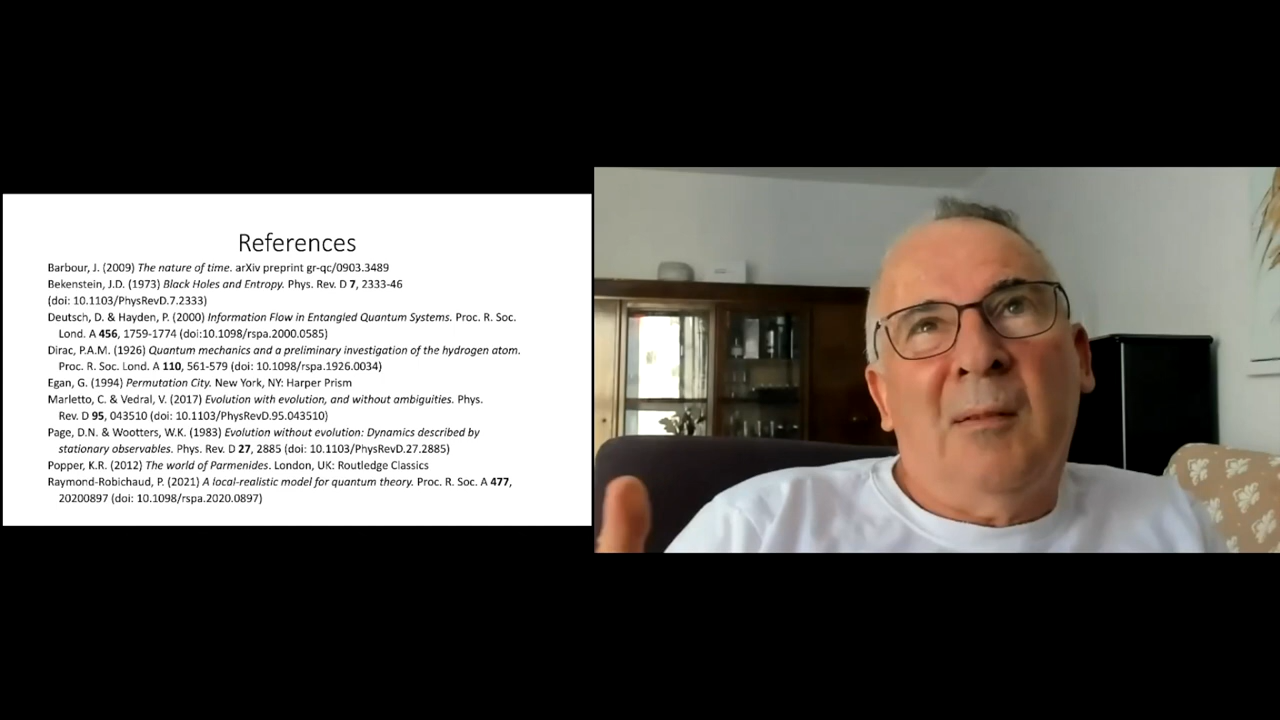 References
Barbour, J. (2009) The nature of time. arXiv preprint gr-qc/0903.3489
Bekenstein, J.D. (1973) Black Holes and Entropy. Phys. Rev. D 7, 2333-46
(doi: 10.1103/PhysRevD.7.2333)
Deutsch, D. & Hayden, P. (2000) Information Flow in Entangled Quantum Systems. Proc. R. Soc.
Lond. A 456, 1759-1774 (doi:10.1098/rspa.2000.0585)
Dirac, P.A.M. (1926) Quantum mechanics and a preliminary investigation of the hydrogen atom.
Proc. R. Soc. Lond. A 110, 561-579 (doi: 10.1098/rspa.1926.0034)
Egan, G. (1994) Permutation City. New York, NY: Harper Prism
Marletto, C. & Vedral, V. (2017) Evolution with evolution, and without ambiguities. Phys.
Rev. D 95, 043510 (doi: 10.1103/PhysRevD.95.043510)
Page, D.N. & Wootters, W.K. (1983) Evolution without evolution: Dynamics described by
stationary observables. Phys. Rev. D 27, 2885 (doi: 10.1103/PhysRevD.27.2885)
Popper, K.R. (2012) The world of Parmenides. London, UK: Routledge Classics
Raymond-Robichaud, P. (2021) A local-realistic model for quantum theory. Proc. R. Soc. A 477,
20200897 (doi: 10.1098/rspa.2020.0897)